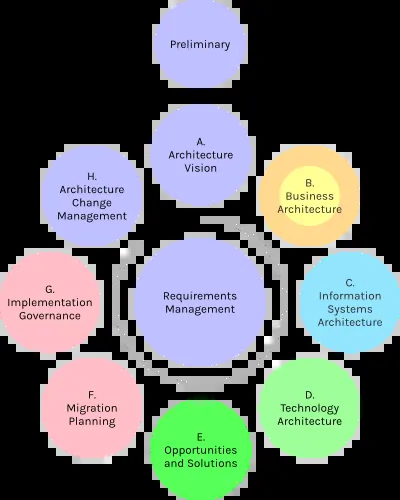 Preliminary
A.
Architecture
Vision
H.
Architecture
Change
Management
B.
Business
Architecture
G.
Implementation
Governance
Requirements
Management
C.
Information
Systems
Architecture
F.
Migration
Planning
D.
Technology
Architecture
E.
Opportunities
and Solutions